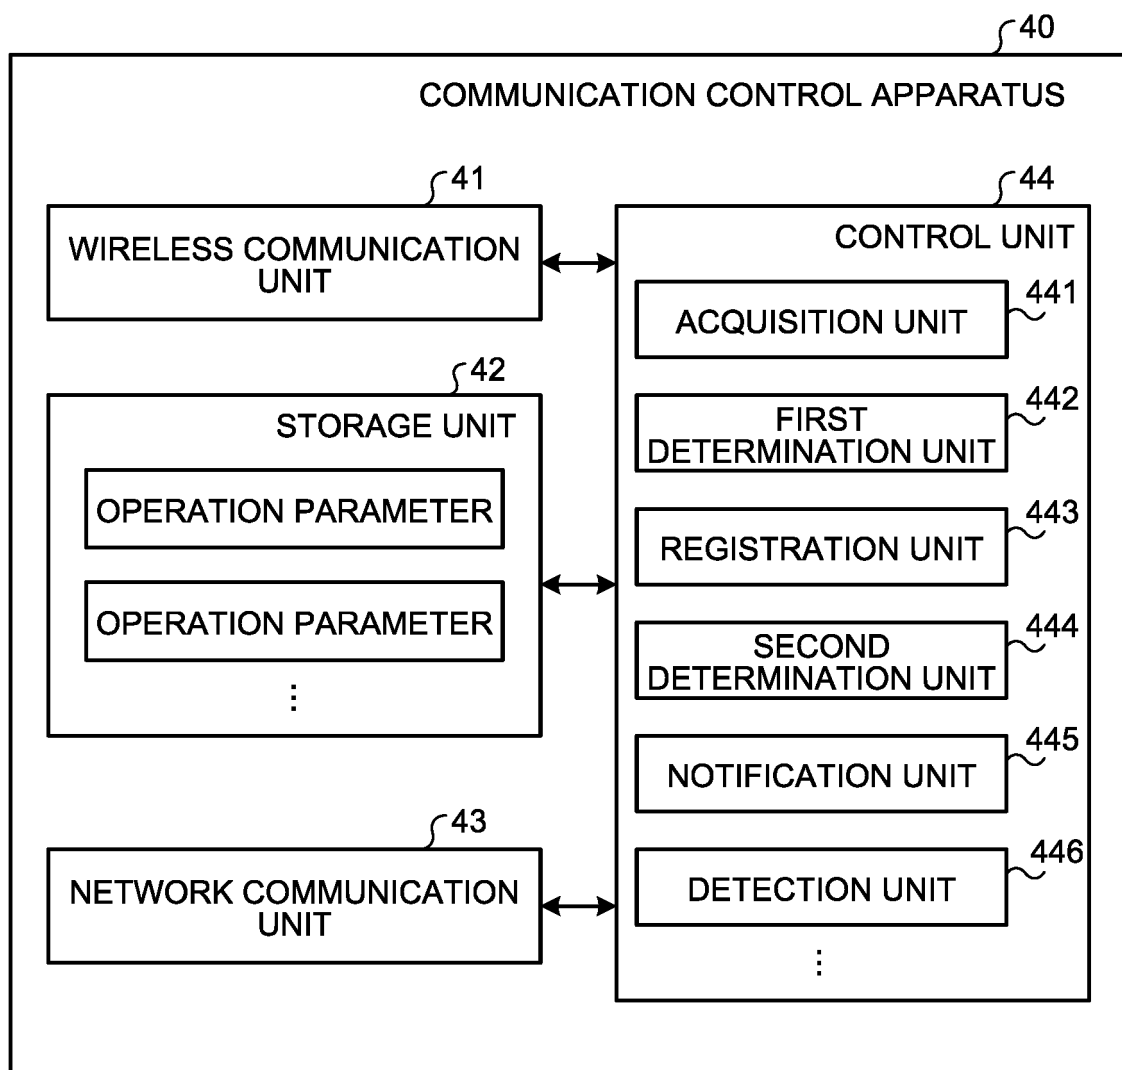 40
COMMUNICATION CONTROL APPARATUS
41
WIRELESS COMMUNICATION
UNIT
42
STORAGE UNIT
OPERATION PARAMETER
OPERATION PARAMETER
⋮
43
NETWORK COMMUNICATION
UNIT
44
CONTROL UNIT
441
ACQUISITION UNIT
442
FIRST
DETERMINATION UNIT
443
REGISTRATION UNIT
444
SECOND
DETERMINATION UNIT
445
NOTIFICATION UNIT
446
DETECTION UNIT
⋮